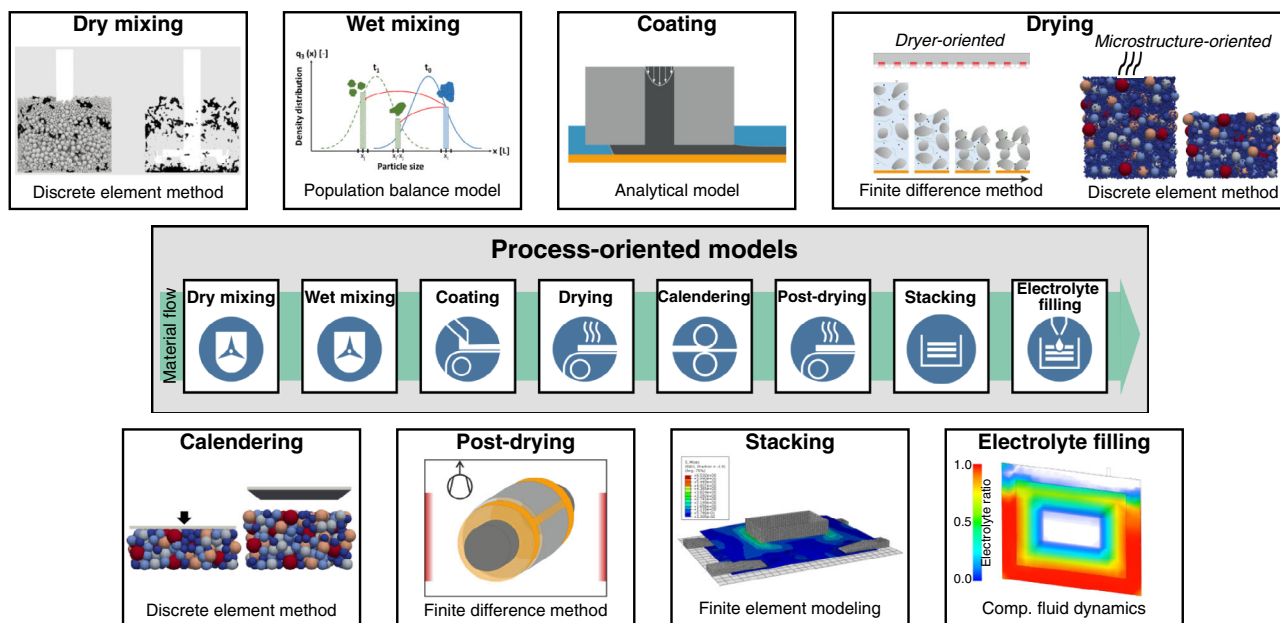 Dry mixing
Discrete element method
Wet mixing
q₃ (x) [-]
t₁
t₀
Density distribution
x [L]
Particle size
Population balance model
Coating
Analytical model
Drying
Dryer-oriented
Microstructure-oriented
Finite difference method
Discrete element method
Process-oriented models
Material flow
Dry mixing
Wet mixing
Coating
Drying
Calendering
Post-drying
Stacking
Electrolyte
filling
Calendering
Discrete element method
Post-drying
Finite difference method
Stacking
Finite element modeling
Electrolyte filling
1.0
0.5
0.0
Electrolyte ratio
Comp. fluid dynamics